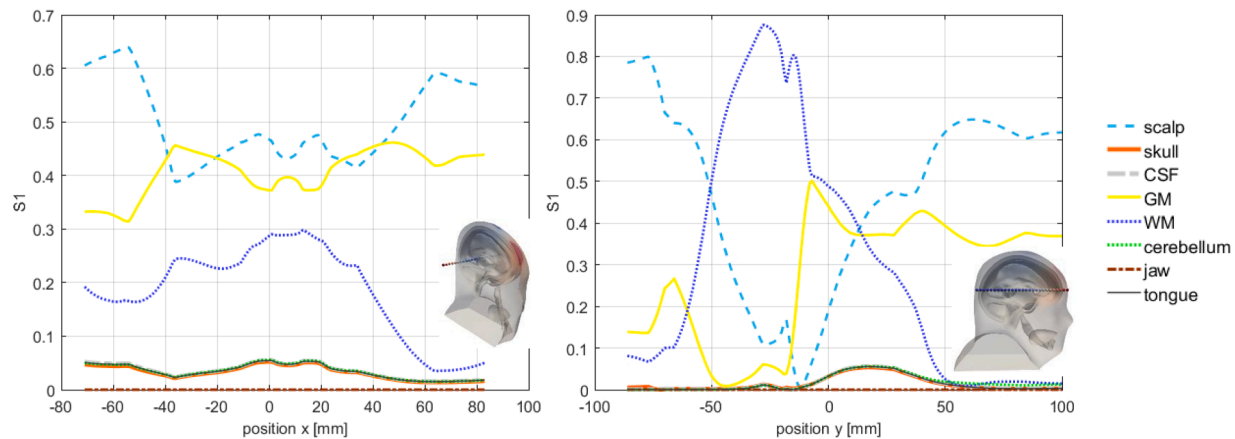 0.7
0.6
0.5
0.4
0.3
0.2
0.1
0
S1
-80 -60 -40 -20 0 20 40 60 80 100
position x [mm]
0.9
0.8
0.7
0.6
0.5
0.4
0.3
0.2
0.1
0
S1
-100 -50 0 50 100
position y [mm]
scalp
skull
CSF
GM
WM
cerebellum
jaw
tongue